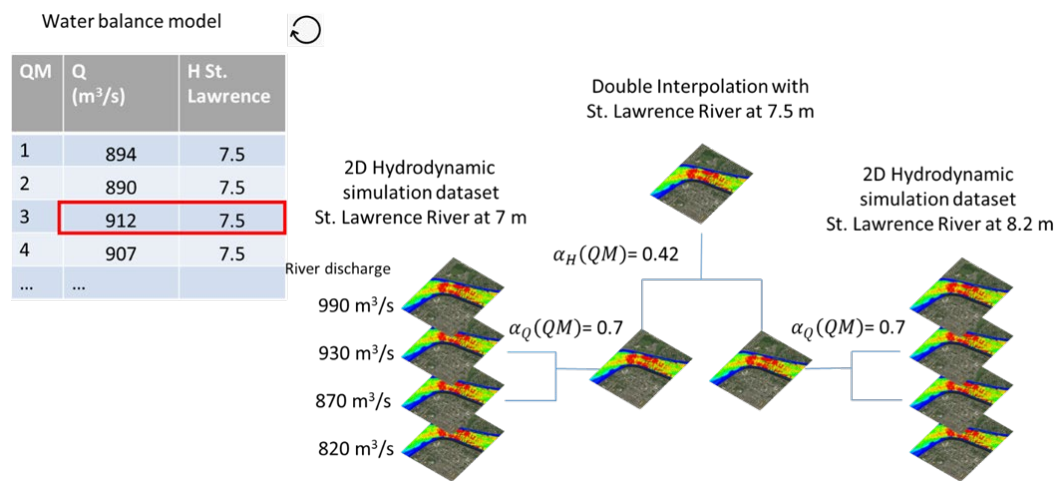 Water balance model
QM Q H St.
(m³/s) Lawrence
1 894 7.5
2 890 7.5
3 912 7.5
4 907 7.5
... ...
Double Interpolation with
St. Lawrence River at 7.5 m
2D Hydrodynamic
simulation dataset
St. Lawrence River at 7 m
2D Hydrodynamic
simulation dataset
St. Lawrence River at 8.2 m
River discharge
990 m³/s
930 m³/s
870 m³/s
820 m³/s
α_H(QM)= 0.42
α_Q(QM)= 0.7
α_Q(QM)= 0.7